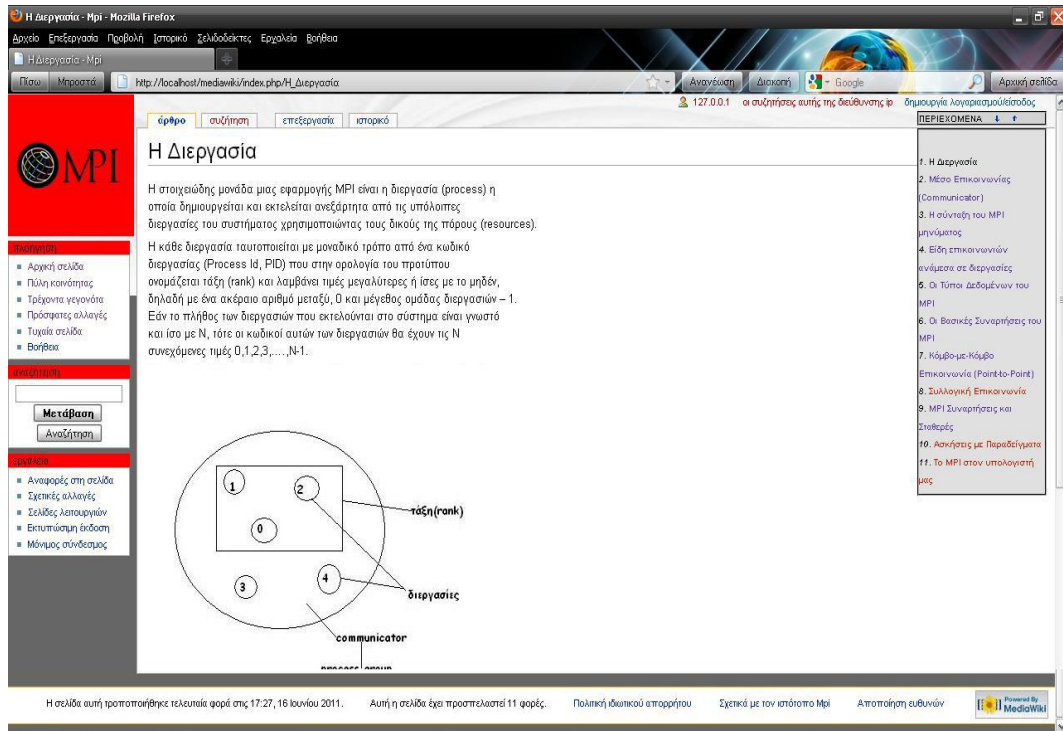 Η Διεργασία - Mpi - Mozilla Firefox
Αρχείο Επεξεργασία Προβολή Ιστορικό Σελιδοδείκτες Εργαλεία Βοήθεια
Η Διεργασία - Mpi
Πίσω Μπροστά http://localhost/mediawiki/index.php/Η_Διεργασία Ανανέωση Διακοπή Google Αρχική σελίδα
127.0.0.1 οι συζητήσεις αυτής της διεύθυνσης ip δημιουργία λογαριασμού/είσοδος
άρθρο συζήτηση επεξεργασία ιστορικό
MPI
Η Διεργασία
Η στοιχειώδης μονάδα μιας εφαρμογής MPI είναι η διεργασία (process) η
οποία δημιουργείται και εκτελείται ανεξάρτητα από τις υπόλοιπες
διεργασίες του συστήματος χρησιμοποιώντας τους δικούς της πόρους (resources).
Η κάθε διεργασία ταυτοποιείται με μοναδικό τρόπο από ένα κωδικό
διεργασίας (Process Id, PID) που στην ορολογία του προτύπου
ονομάζεται τάξη (rank) και λαμβάνει τιμές μεγαλύτερες ή ίσες με το μηδέν,
δηλαδή με ένα ακέραιο αριθμό μεταξύ, 0 και μέγεθος ομάδας διεργασιών – 1.
Εάν το πλήθος των διεργασιών που εκτελούνται στο σύστημα είναι γνωστό
και ίσο με N, τότε οι κωδικοί αυτών των διεργασιών θα έχουν τις N
συνεχόμενες τιμές 0,1,2,3,....,N-1.
1
2
0
3
4
τάξη(rank)
διεργασίες
communicator
process group
πλοήγηση
Αρχική σελίδα
Πύλη κοινότητας
Τρέχοντα γεγονότα
Πρόσφατες αλλαγές
Τυχαία σελίδα
Βοήθεια
αναζήτηση
Μετάβαση
Αναζήτηση
εργαλεία
Αναφορές στη σελίδα
Σχετικές αλλαγές
Σελίδες λειτουργιών
Εκτυπώσιμη έκδοση
Μόνιμος σύνδεσμος
ΠΕΡΙΕΧΟΜΕΝΑ ↓ ↑
1. Η Διεργασία
2. Μέσο Επικοινωνίας
(Communicator)
3. Η σύνταξη του MPI
μηνύματος
4. Είδη επικοινωνιών
ανάμεσα σε διεργασίες
5. Οι Τύποι Δεδομένων του
MPI
6. Οι Βασικές Συναρτήσεις του
MPI
7. Κόμβο-με-Κόμβο
Επικοινωνία (Point-to-Point)
8. Συλλογική Επικοινωνία
9. MPI Συναρτήσεις και
Σταθερές
10. Ασκήσεις με Παραδείγματα
11. Το MPI στον υπολογιστή
μας
Η σελίδα αυτή τροποποιήθηκε τελευταία φορά στις 17:27, 16 Ιουνίου 2011. Αυτή η σελίδα έχει προσπελαστεί 11 φορές. Πολιτική ιδιωτικού απορρήτου Σχετικά με τον ιστότοπο Mpi Αποποίηση ευθυνών
Powered By
MediaWiki